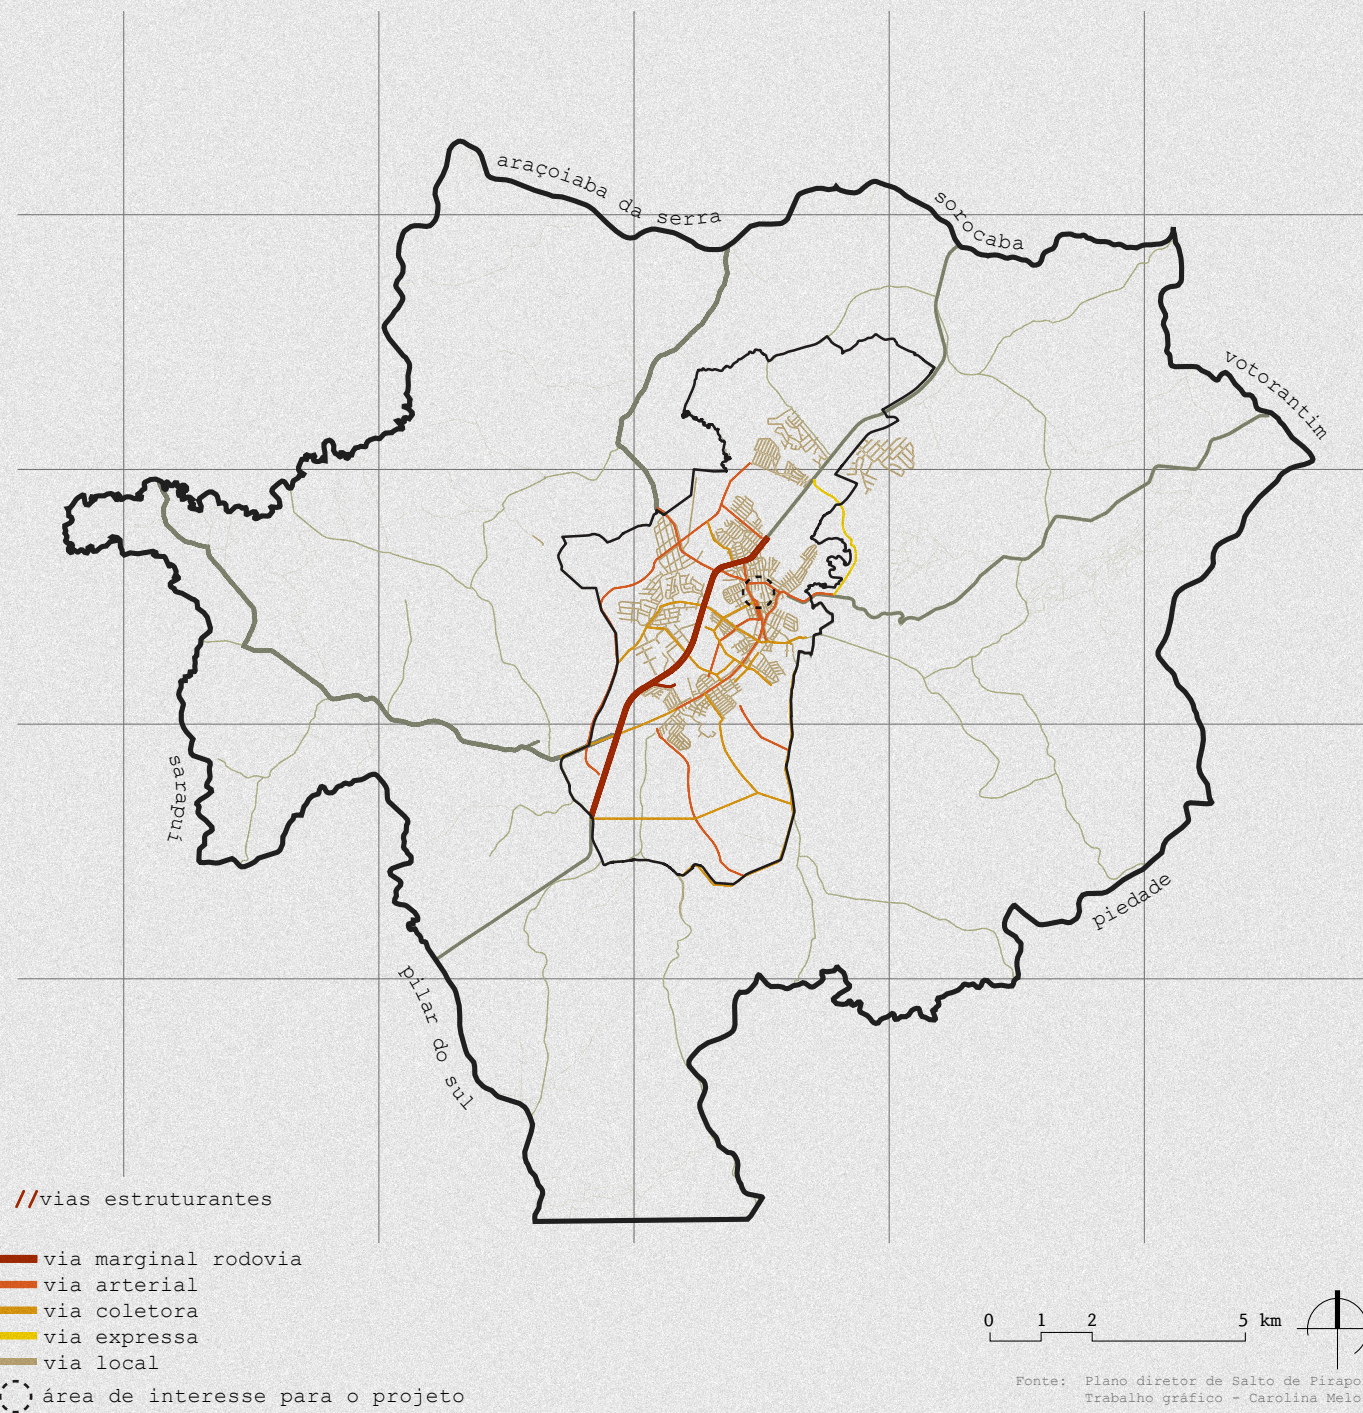 araçoiaba da serra
sorocaba
votorantim
sarapuí
piedade
pilar do sul
//vias estruturantes
via marginal rodovia
via arterial
via coletora
via expressa
via local
área de interesse para o projeto
0 1 2 5 km
Fonte: Plano diretor de Salto de Pirapo
Trabalho gráfico - Carolina Melo